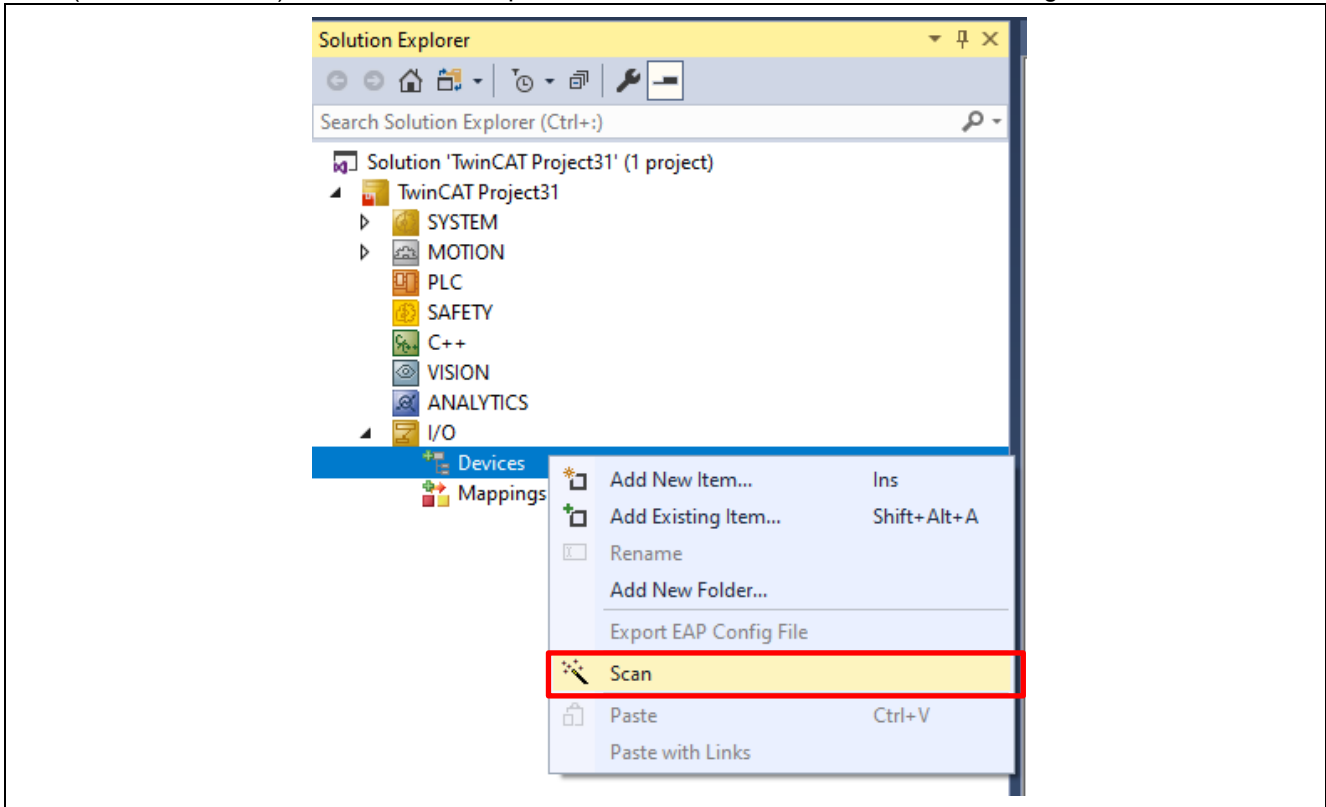 Solution Explorer
Search Solution Explorer (Ctrl+:)
Solution 'TwinCAT Project31' (1 project)
TwinCAT Project31
SYSTEM
MOTION
PLC
SAFETY
C++
VISION
ANALYTICS
I/O
Devices
Mappings
Add New Item... Ins
Add Existing Item... Shift+Alt+A
Rename
Add New Folder...
Export EAP Config File
Scan
Paste Ctrl+V
Paste with Links